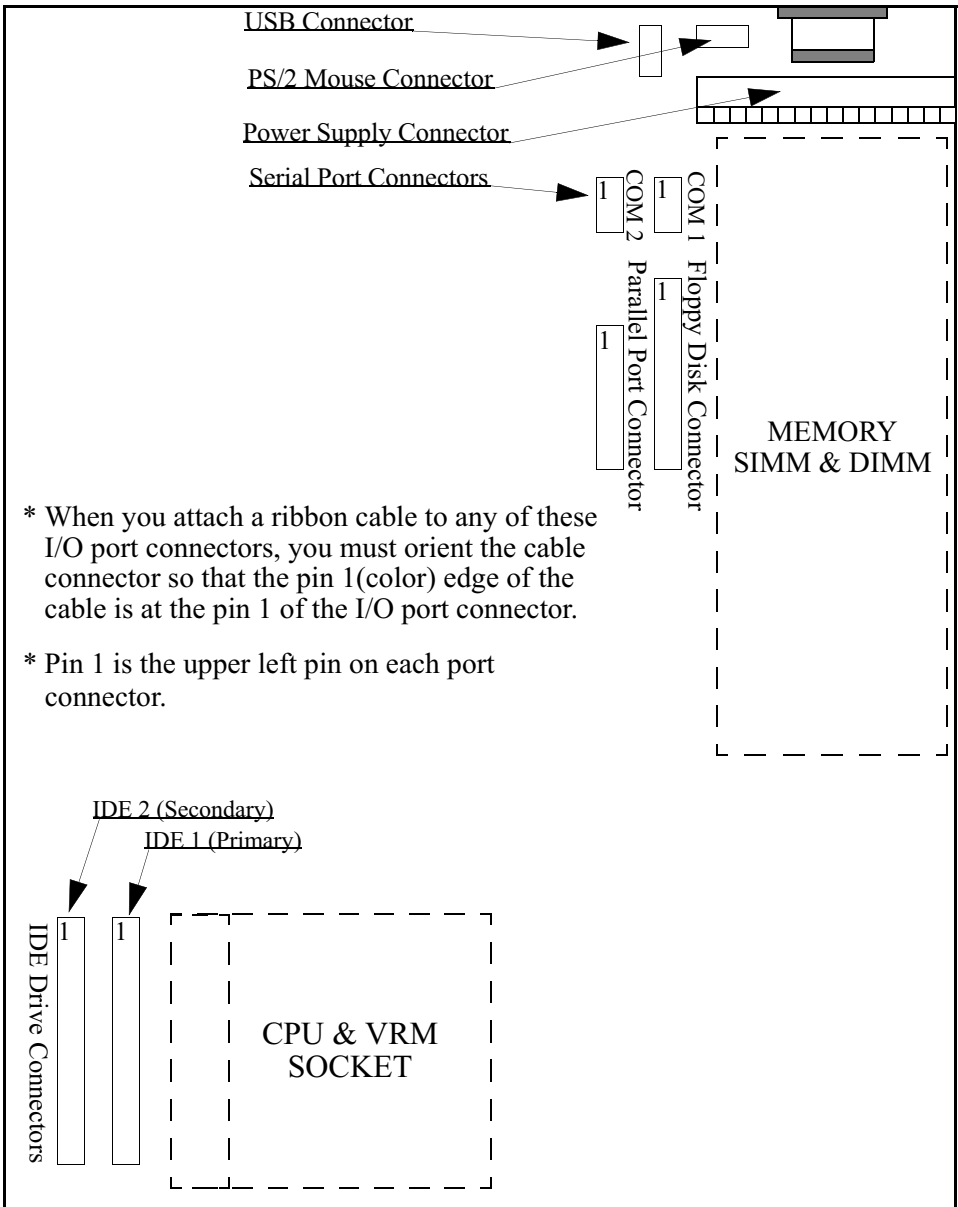 USB Connector
PS/2 Mouse Connector
Power Supply Connector
Serial Port Connectors
1
COM 2
1
COM 1
1
Parallel Port Connector
1
Floppy Disk Connector
MEMORY
SIMM & DIMM
* When you attach a ribbon cable to any of these
I/O port connectors, you must orient the cable
connector so that the pin 1(color) edge of the
cable is at the pin 1 of the I/O port connector.
* Pin 1 is the upper left pin on each port
connector.
IDE 2 (Secondary)
IDE 1 (Primary)
IDE Drive Connectors
1
1
CPU & VRM
SOCKET